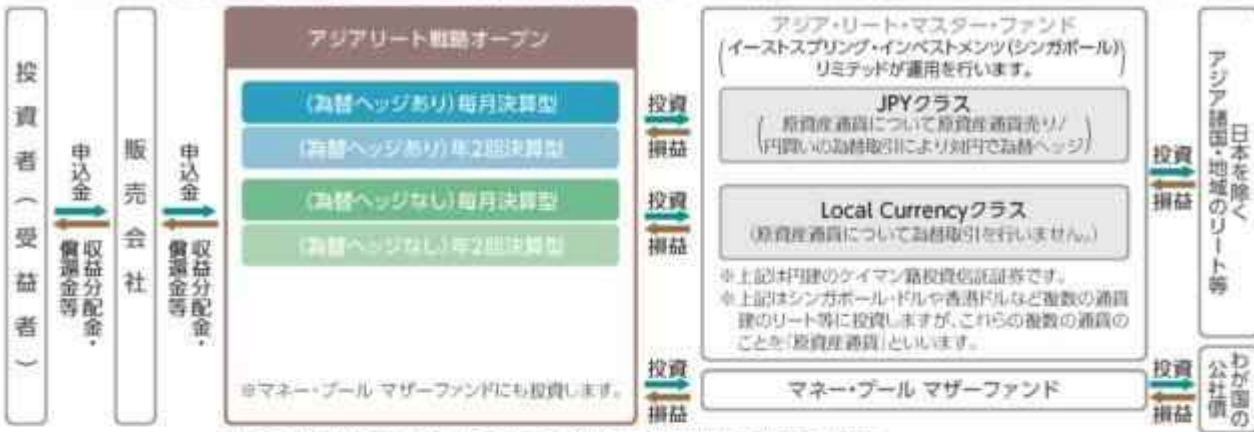 投資者(受益者)
申込金
収益分配金・
償還金等
販売会社
申込金
収益分配金・
償還金等
アジアリート戦略オープン
(為替ヘッジあり)毎月決算型
(為替ヘッジあり)年2回決算型
(為替ヘッジなし)毎月決算型
(為替ヘッジなし)年2回決算型
※マネー・プール マザーファンドにも投資します。
投資
損益
投資
損益
投資
損益
アジア・リート・マスター・ファンド
(イーストスプリング・インベストメンツ(シンガポール)
リミテッドが運用を行います。)
JPYクラス
(原資産通貨について原資産通貨売り/
円買いの為替取引により対円で為替ヘッジ)
Local Currencyクラス
(原資産通貨について為替取引を行いません。)
※上記は円建のケイマン籍投資信託証券です。
※上記はシンガポール・ドルや香港ドルなど複数の通貨
建のリート等に投資しますが、これらの複数の通貨の
ことを「原資産通貨」といいます。
マネー・プール マザーファンド
投資
損益
投資
損益
日本を除く
アジア諸国・地域のリート等
わが国の
公社債